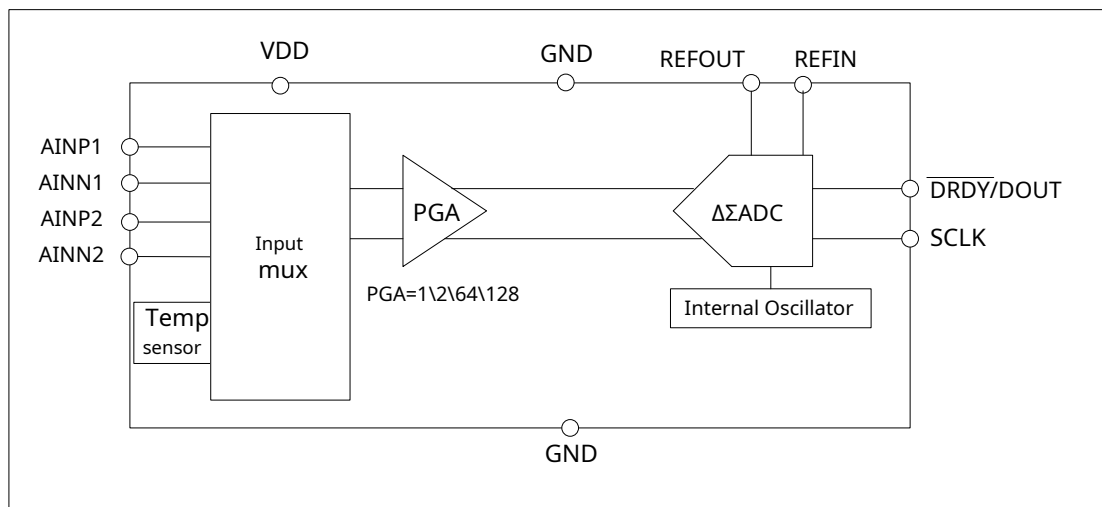 VDD
GND
REFOUT
REFIN
AINP1
AINN1
AINP2
AINN2
Input
mux
Temp
sensor
PGA
PGA=1\2\64\128
ΔΣADC
Internal Oscillator
DRDY/DOUT
SCLK
GND